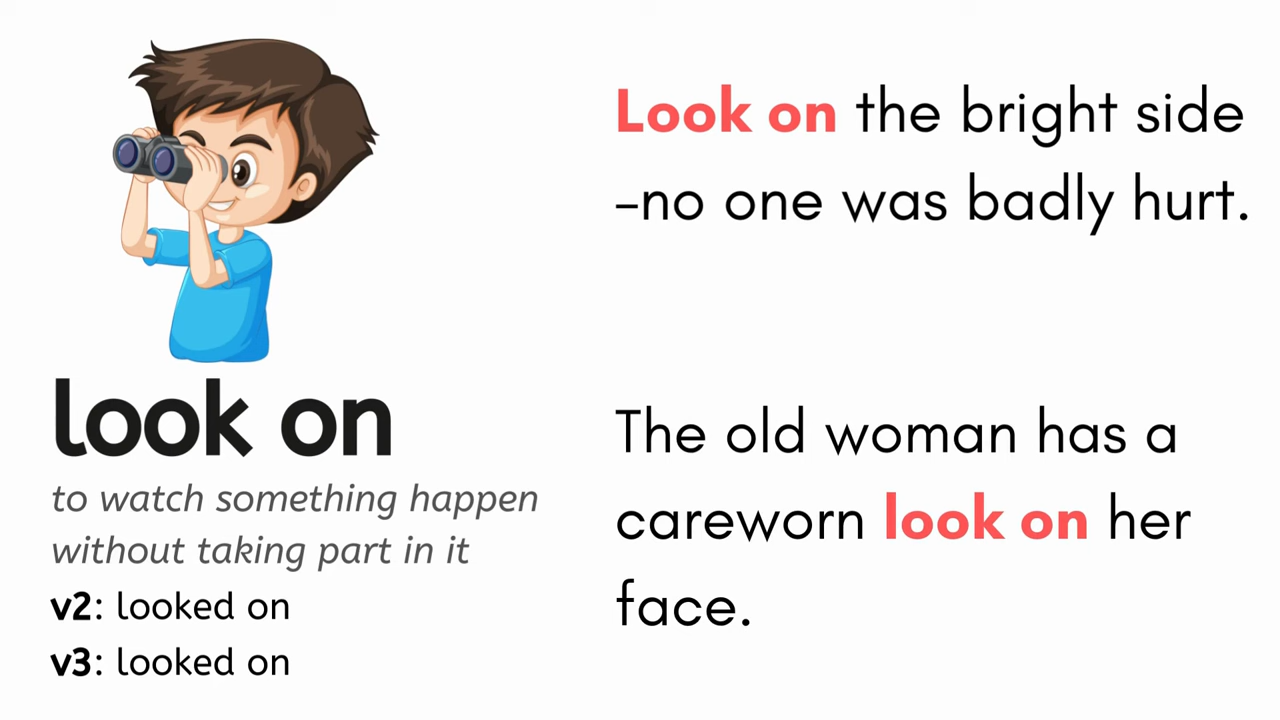 look on
to watch something happen
without taking part in it
v2: looked on
v3: looked on
Look on the bright side
–no one was badly hurt.
The old woman has a
careworn look on her
face.